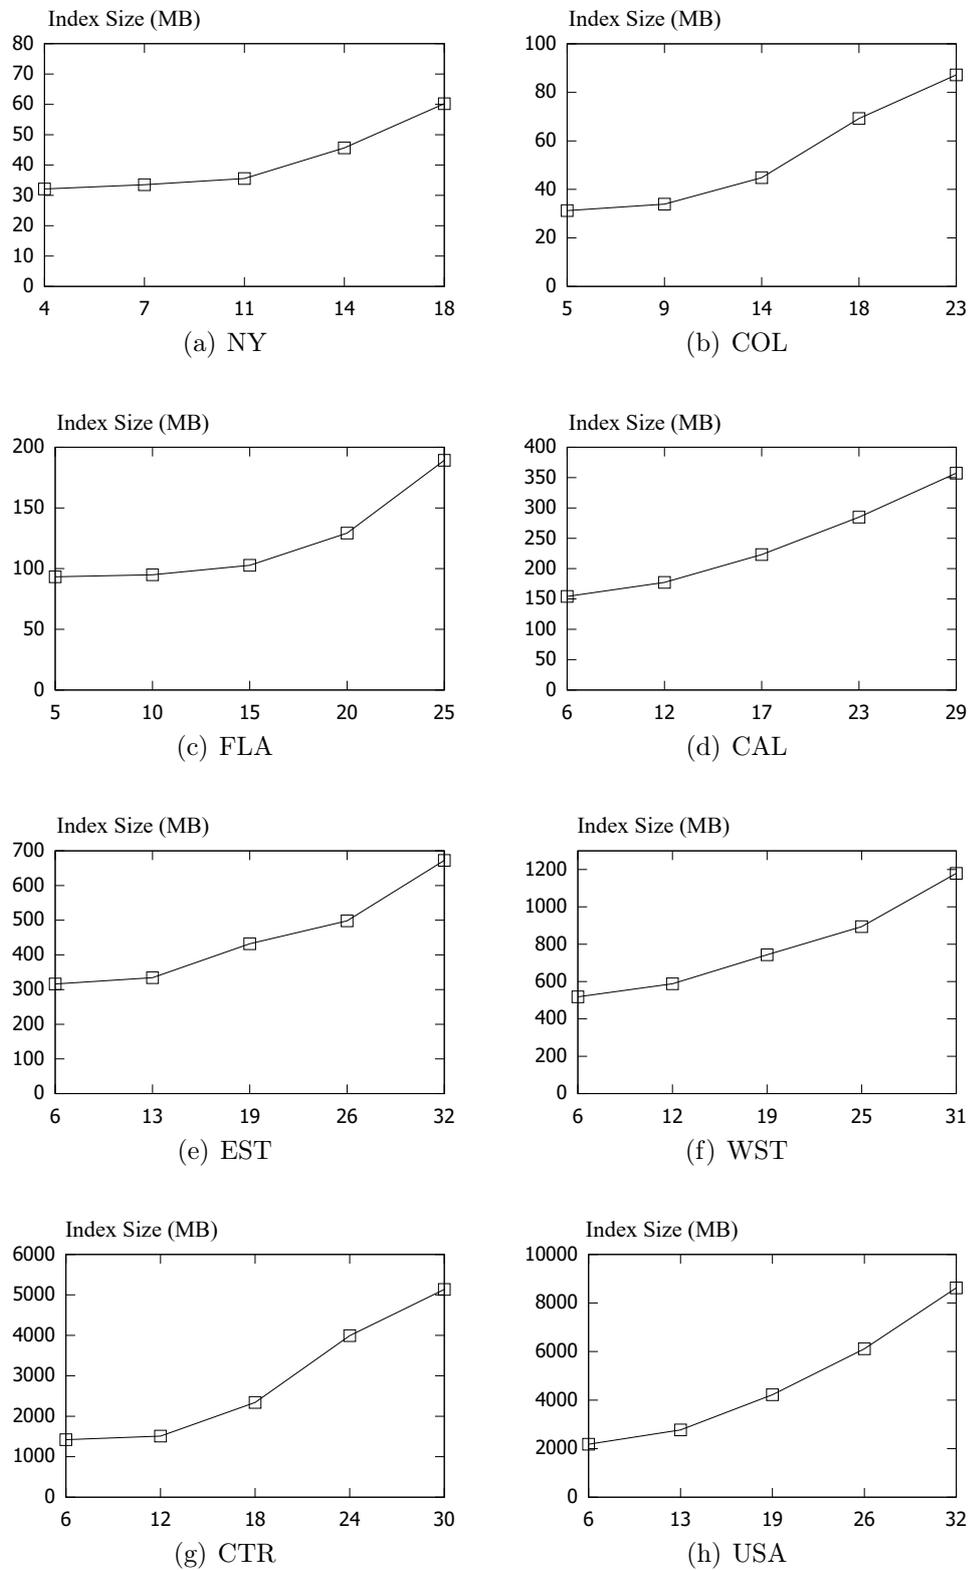 Index Size (MB)
80
70
60
50
40
30
20
10
0
4 7 11 14 18
(a) NY
Index Size (MB)
100
80
60
40
20
0
5 9 14 18 23
(b) COL
Index Size (MB)
200
150
100
50
0
5 10 15 20 25
(c) FLA
Index Size (MB)
400
350
300
250
200
150
100
50
0
6 12 17 23 29
(d) CAL
Index Size (MB)
700
600
500
400
300
200
100
0
6 13 19 26 32
(e) EST
Index Size (MB)
1200
1000
800
600
400
200
0
6 12 19 25 31
(f) WST
Index Size (MB)
6000
5000
4000
3000
2000
1000
0
6 12 18 24 30
(g) CTR
Index Size (MB)
10000
8000
6000
4000
2000
0
6 13 19 26 32
(h) USA